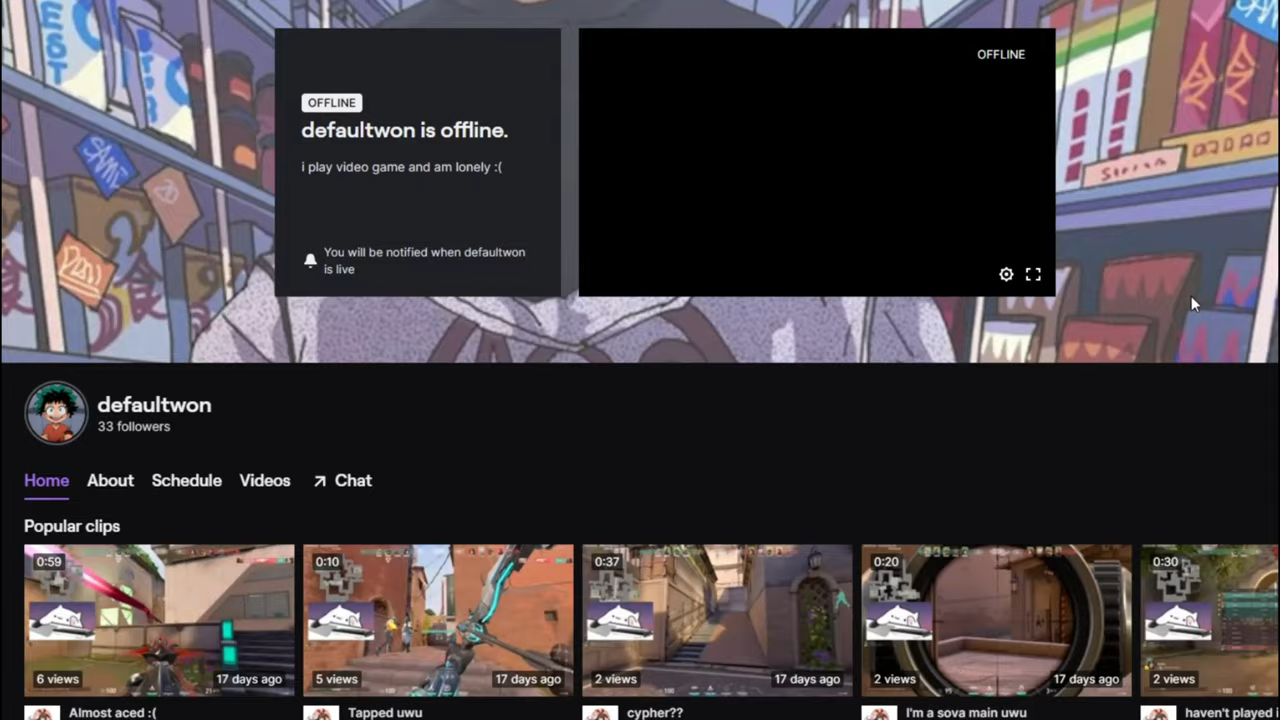 OFFLINE
OFFLINE
defaultwon is offline.
i play video game and am lonely :(
You will be notified when defaultwon
is live
defaultwon
33 followers
Home About Schedule Videos Chat
Popular clips
0:59 0:10 0:37 0:20 0:30
6 views 17 days ago 5 views 17 days ago 2 views 17 days ago 2 views 17 days ago 2 views
Almost aced :( Tapped uwu cypher?? I'm a sova main uwu haven't played i